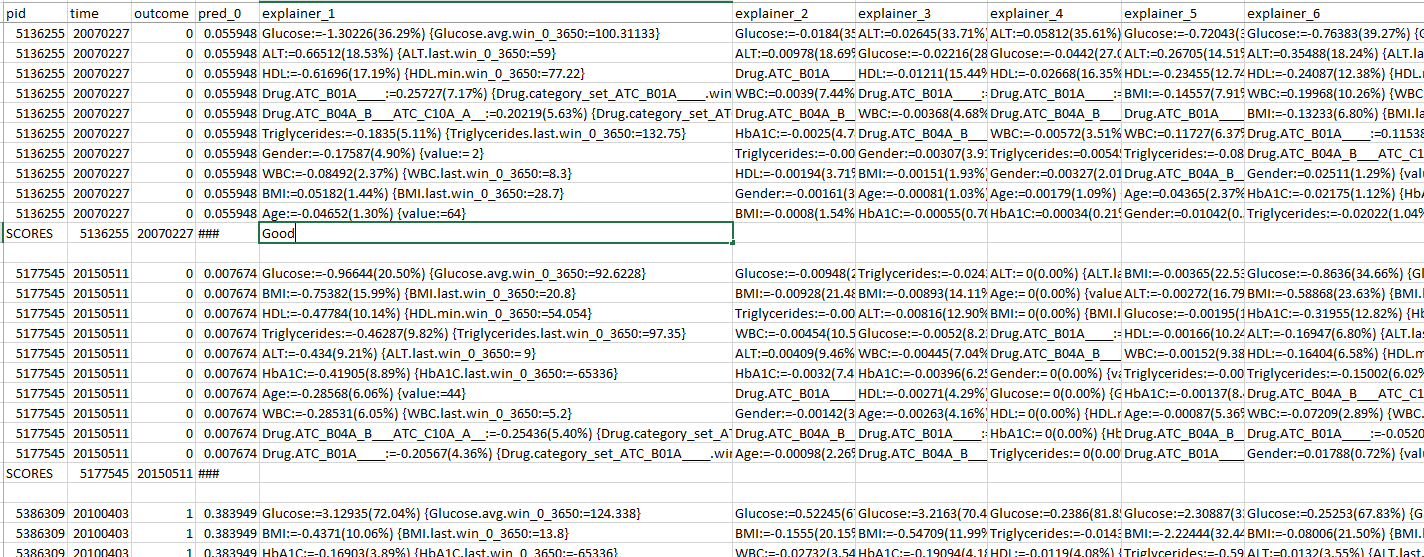 pid time outcome pred_0 explainer_1 explainer_2 explainer_3 explainer_4 explainer_5 explainer_6
5136255 20070227 0 0.055948 Glucose:=-1.30226(36.29%) {Glucose.avg.win_0_3650:=100.31133} Glucose:=-0.0184(35 ALT:=0.02645(33.71% ALT:=0.05812(35.61% Glucose:=-0.72043(3 Glucose:=-0.76383(39.27%) {G
5136255 20070227 0 0.055948 ALT:=0.66512(18.53%) {ALT.last.win_0_3650:=59} ALT:=0.00978(18.69% Glucose:=-0.02216(28 Glucose:=-0.0442(27.0 ALT:=0.26705(14.51% ALT:=0.35488(18.24%) {ALT.la
5136255 20070227 0 0.055948 HDL:=-0.61696(17.19%) {HDL.min.win_0_3650:=77.22} Drug.ATC_B01A____ HDL:=-0.01211(15.44% HDL:=-0.02668(16.35% HDL:=-0.23455(12.74 HDL:=-0.24087(12.38%) {HDL.m
5136255 20070227 0 0.055948 Drug.ATC_B01A____:=0.25727(7.17%) {Drug.category_set_ATC_B01A____.win WBC:=0.0039(7.44% Drug.ATC_B01A____:= Drug.ATC_B01A____:= BMI:=-0.14557(7.91% WBC:=0.19968(10.26%) {WBC
5136255 20070227 0 0.055948 Drug.ATC_B04A_B___ATC_C10A_A__:=0.20219(5.63%) {Drug.category_set_AT Drug.ATC_B04A_B___ WBC:=-0.00368(4.68% Drug.ATC_B04A_B___ Drug.ATC_B01A____ BMI:=-0.13233(6.80%) {BMI.la
5136255 20070227 0 0.055948 Triglycerides:=-0.1835(5.11%) {Triglycerides.last.win_0_3650:=132.75} HbA1C:=-0.0025(4.7 Drug.ATC_B04A_B___ WBC:=-0.00572(3.51% WBC:=0.11727(6.37% Drug.ATC_B01A____:=0.11538
5136255 20070227 0 0.055948 Gender:=-0.17587(4.90%) {value:= 2} Triglycerides:=-0.00 Gender:=0.00307(3.91 Triglycerides:=0.0054 Triglycerides:=-0.08 Drug.ATC_B04A_B___ATC_C1
5136255 20070227 0 0.055948 WBC:=-0.08492(2.37%) {WBC.last.win_0_3650:=8.3} HDL:=-0.00194(3.71% BMI:=-0.00151(1.93% Gender:=0.00327(2.01 Drug.ATC_B04A_B___ Gender:=-0.02511(1.29%) {valu
5136255 20070227 0 0.055948 BMI:=0.05182(1.44%) {BMI.last.win_0_3650:=28.7} Gender:=-0.00161(3 Age:=-0.00081(1.03% Age:=0.00179(1.09%) Age:=0.04365(2.37% HbA1C:=-0.02175(1.12%) {HbA
5136255 20070227 0 0.055948 Age:=-0.04652(1.30%) {value:=64} BMI:=-0.0008(1.54% HbA1C:=-0.00055(0.70 HbA1C:=0.00034(0.21% Gender:=0.01042(0. Triglycerides:=-0.02022(1.04%
SCORES 5136255 20070227 ### Good
5177545 20150511 0 0.007674 Glucose:=-0.96644(20.50%) {Glucose.avg.win_0_3650:=92.6228} Glucose:=-0.00948(2 Triglycerides:=-0.024 ALT:= 0(0.00%) {ALT.la BMI:=-0.00365(22.53 Glucose:=-0.8636(34.66%) {G
5177545 20150511 0 0.007674 BMI:=-0.75382(15.99%) {BMI.last.win_0_3650:=20.8} BMI:=-0.00928(21.48 BMI:=-0.00893(14.11% Age:= 0(0.00%) {value ALT:=-0.00272(16.79 BMI:=-0.58868(23.63%) {BMI.
5177545 20150511 0 0.007674 HDL:=-0.47784(10.14%) {HDL.min.win_0_3650:=54.054} Triglycerides:=-0.00 ALT:=-0.00816(12.90% BMI:= 0(0.00%) {BMI.l Glucose:=-0.00195(1 HbA1C:=-0.31955(12.82%) {Hb
5177545 20150511 0 0.007674 Triglycerides:=-0.46287(9.82%) {Triglycerides.last.win_0_3650:=97.35} WBC:=-0.00454(10.5 Glucose:=-0.0052(8.2 Drug.ATC_B01A____:= HDL:=-0.00166(10.24 ALT:=-0.16947(6.80%) {ALT.la
5177545 20150511 0 0.007674 ALT:=-0.434(9.21%) {ALT.last.win_0_3650:= 9} ALT:=0.00409(9.46% WBC:=-0.00445(7.04% Drug.ATC_B04A_B___ WBC:=-0.00152(9.38 HDL:=-0.16404(6.58%) {HDL.m
5177545 20150511 0 0.007674 HbA1C:=-0.41905(8.89%) {HbA1C.last.win_0_3650:=-65336} HbA1C:=-0.0032(7.4 HbA1C:=-0.00396(6.25 Gender:= 0(0.00%) {va Triglycerides:=-0.00 Triglycerides:=-0.15002(6.02%
5177545 20150511 0 0.007674 Age:=-0.28568(6.06%) {value:=44} Drug.ATC_B01A____ HDL:=-0.00271(4.29% Glucose:= 0(0.00%) {G HbA1C:=-0.00137(8. Drug.ATC_B04A_B___ATC_C1
5177545 20150511 0 0.007674 WBC:=-0.28531(6.05%) {WBC.last.win_0_3650:=5.2} Gender:=-0.00142(3 Age:=-0.00263(4.16% HDL:= 0(0.00%) {HDL.m Age:=-0.00087(5.36% WBC:=-0.07209(2.89%) {WBC.
5177545 20150511 0 0.007674 Drug.ATC_B04A_B___ATC_C10A_A__:=-0.25436(5.40%) {Drug.category_set_AT Drug.ATC_B04A_B___ Drug.ATC_B01A____:= HbA1C:= 0(0.00%) {Hb Drug.ATC_B04A_B___ Drug.ATC_B01A____:=-0.0520
5177545 20150511 0 0.007674 Drug.ATC_B01A____:=-0.20567(4.36%) {Drug.category_set_ATC_B01A____.wi Age:=-0.00098(2.26% Drug.ATC_B04A_B___ Triglycerides:= 0(0.00 Drug.ATC_B01A____ Gender:=0.01788(0.72%) {valu
SCORES 5177545 20150511 ###
5386309 20100403 1 0.383949 Glucose:=3.12935(72.04%) {Glucose.avg.win_0_3650:=124.338} Glucose:=0.52245(6 Glucose:=3.2163(70.4 Glucose:=0.2386(81.8 Glucose:=2.30887(3 Glucose:=0.25253(67.83%) {G
5386309 20100403 1 0.383949 BMI:=-0.4371(10.06%) {BMI.last.win_0_3650:=13.8} BMI:=-0.1555(20.15% BMI:=-0.54709(11.99% Triglycerides:=-0.0143 BMI:=-2.22444(32.44 BMI:=-0.08006(21.50%) {BMI.
5386309 20100403 1 0.383949 HbA1C:=-0.16903(3.89%) {HbA1C.last.win_0_3650:=-65336} WBC:=-0.02732(3.54 HbA1C:=-0.19094(4.1 HDL:=-0.0119(4.08%) {